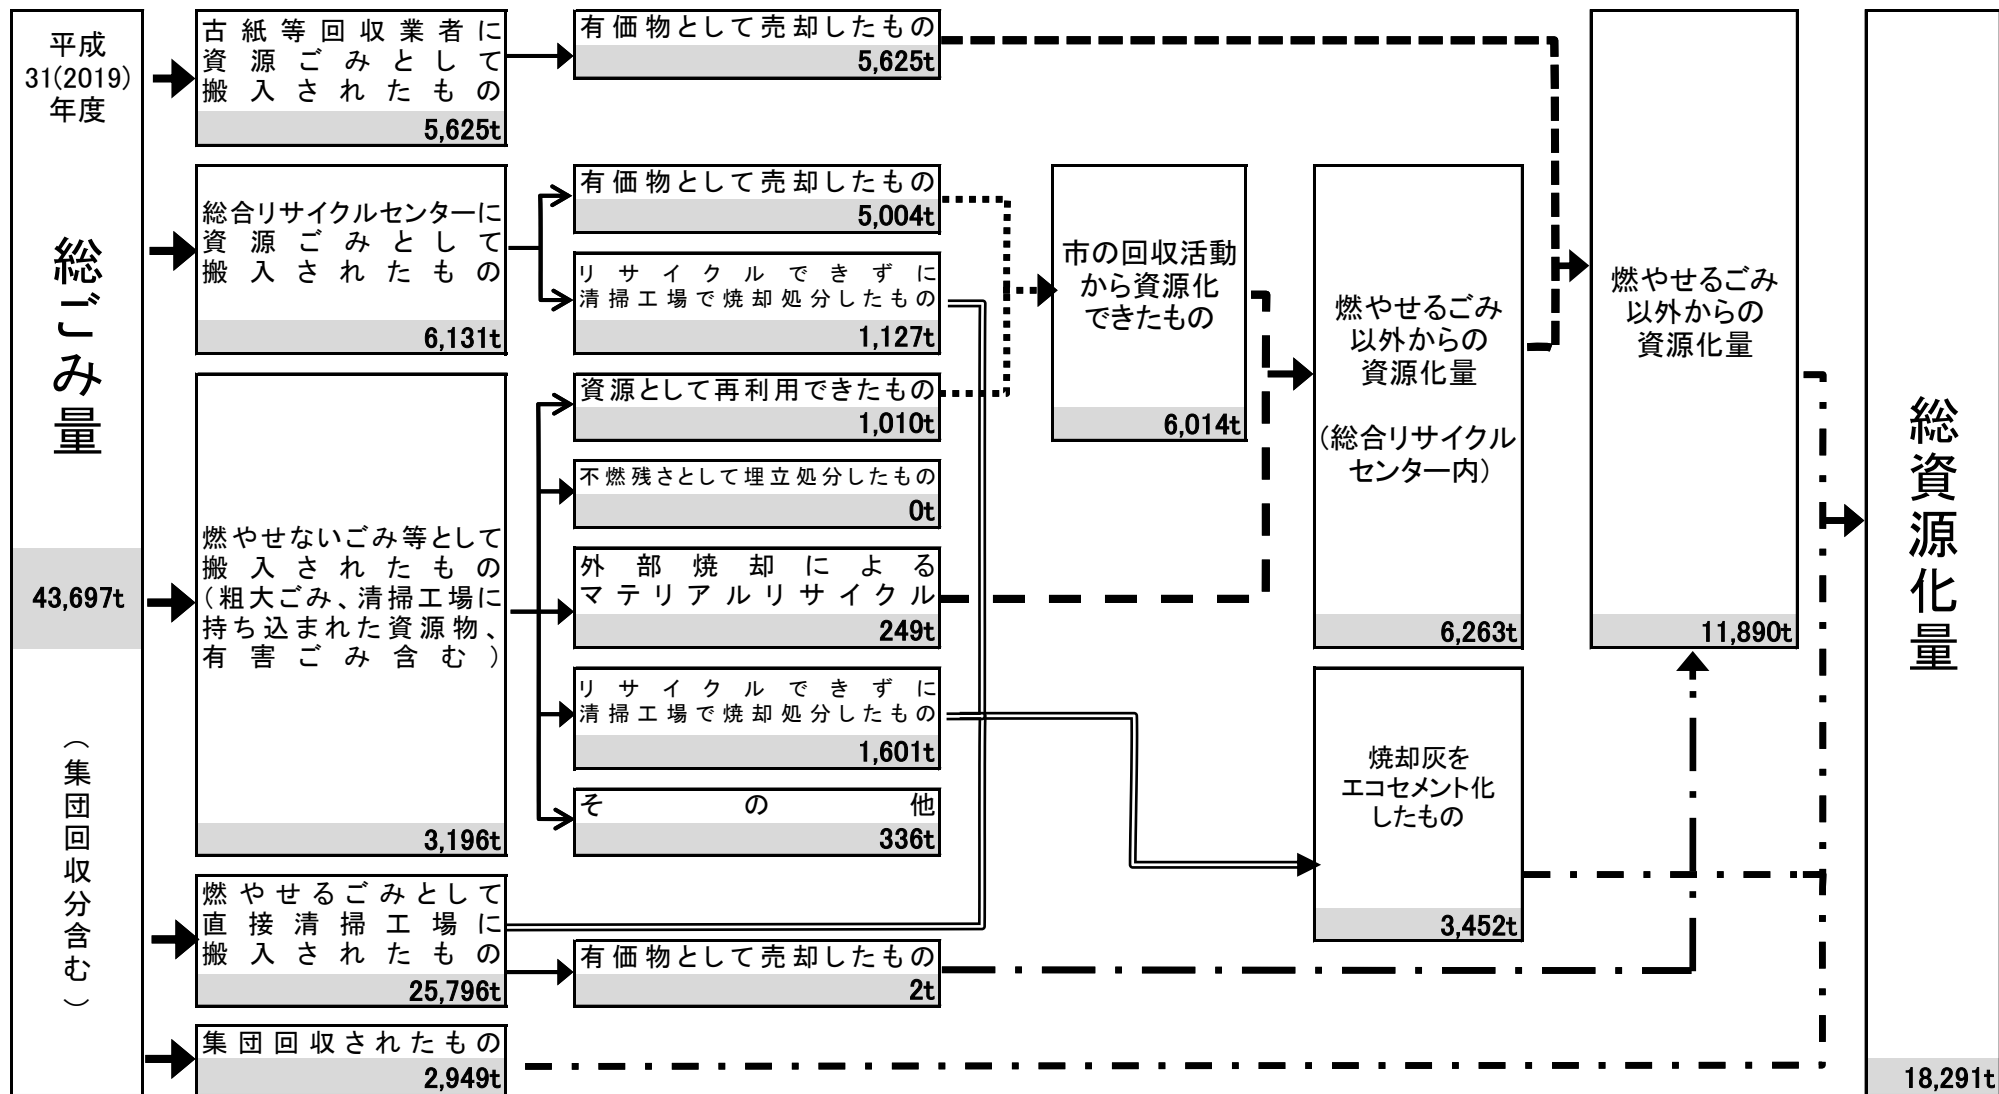 平成
31(2019)
年度
総ごみ量
43,697t
（集団回収分含む）
古紙等回収業者に
資源ごみとして
搬入されたもの
5,625t
有価物として売却したもの
5,625t
総合リサイクルセンターに
資源ごみとして
搬入されたもの
6,131t
有価物として売却したもの
5,004t
リサイクルできずに
清掃工場で焼却処分したもの
1,127t
燃やせないごみ等として
搬入されたもの
（粗大ごみ、清掃工場に
持ち込まれた資源物、
有害ごみ含む）
3,196t
資源として再利用できたもの
1,010t
不燃残さとして埋立処分したもの
0t
外部焼却による
マテリアルリサイクル
249t
リサイクルできずに
清掃工場で焼却処分したもの
1,601t
その他
336t
燃やせるごみとして
直接清掃工場に
搬入されたもの
25,796t
有価物として売却したもの
2t
集団回収されたもの
2,949t
市の回収活動
から資源化
できたもの
6,014t
燃やせるごみ
以外からの
資源化量
（総合リサイクル
センター内）
6,263t
焼却灰を
エコセメント化
したもの
3,452t
燃やせるごみ
以外からの
資源化量
11,890t
総資源化量
18,291t